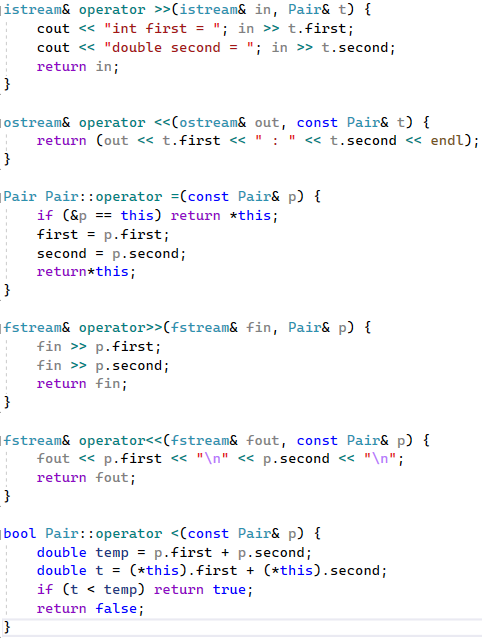 istream& operator >>(istream& in, Pair& t) {
    cout << "int first = "; in >> t.first;
    cout << "double second = "; in >> t.second;
    return in;
}

ostream& operator <<(ostream& out, const Pair& t) {
    return (out << t.first << " : " << t.second << endl);
}

Pair Pair::operator =(const Pair& p) {
    if (&p == this) return *this;
    first = p.first;
    second = p.second;
    return*this;
}

fstream& operator>>(fstream& fin, Pair& p) {
    fin >> p.first;
    fin >> p.second;
    return fin;
}

fstream& operator<<(fstream& fout, const Pair& p) {
    fout << p.first << "\n" << p.second << "\n";
    return fout;
}

bool Pair::operator <(const Pair& p) {
    double temp = p.first + p.second;
    double t = (*this).first + (*this).second;
    if (t < temp) return true;
    return false;
}